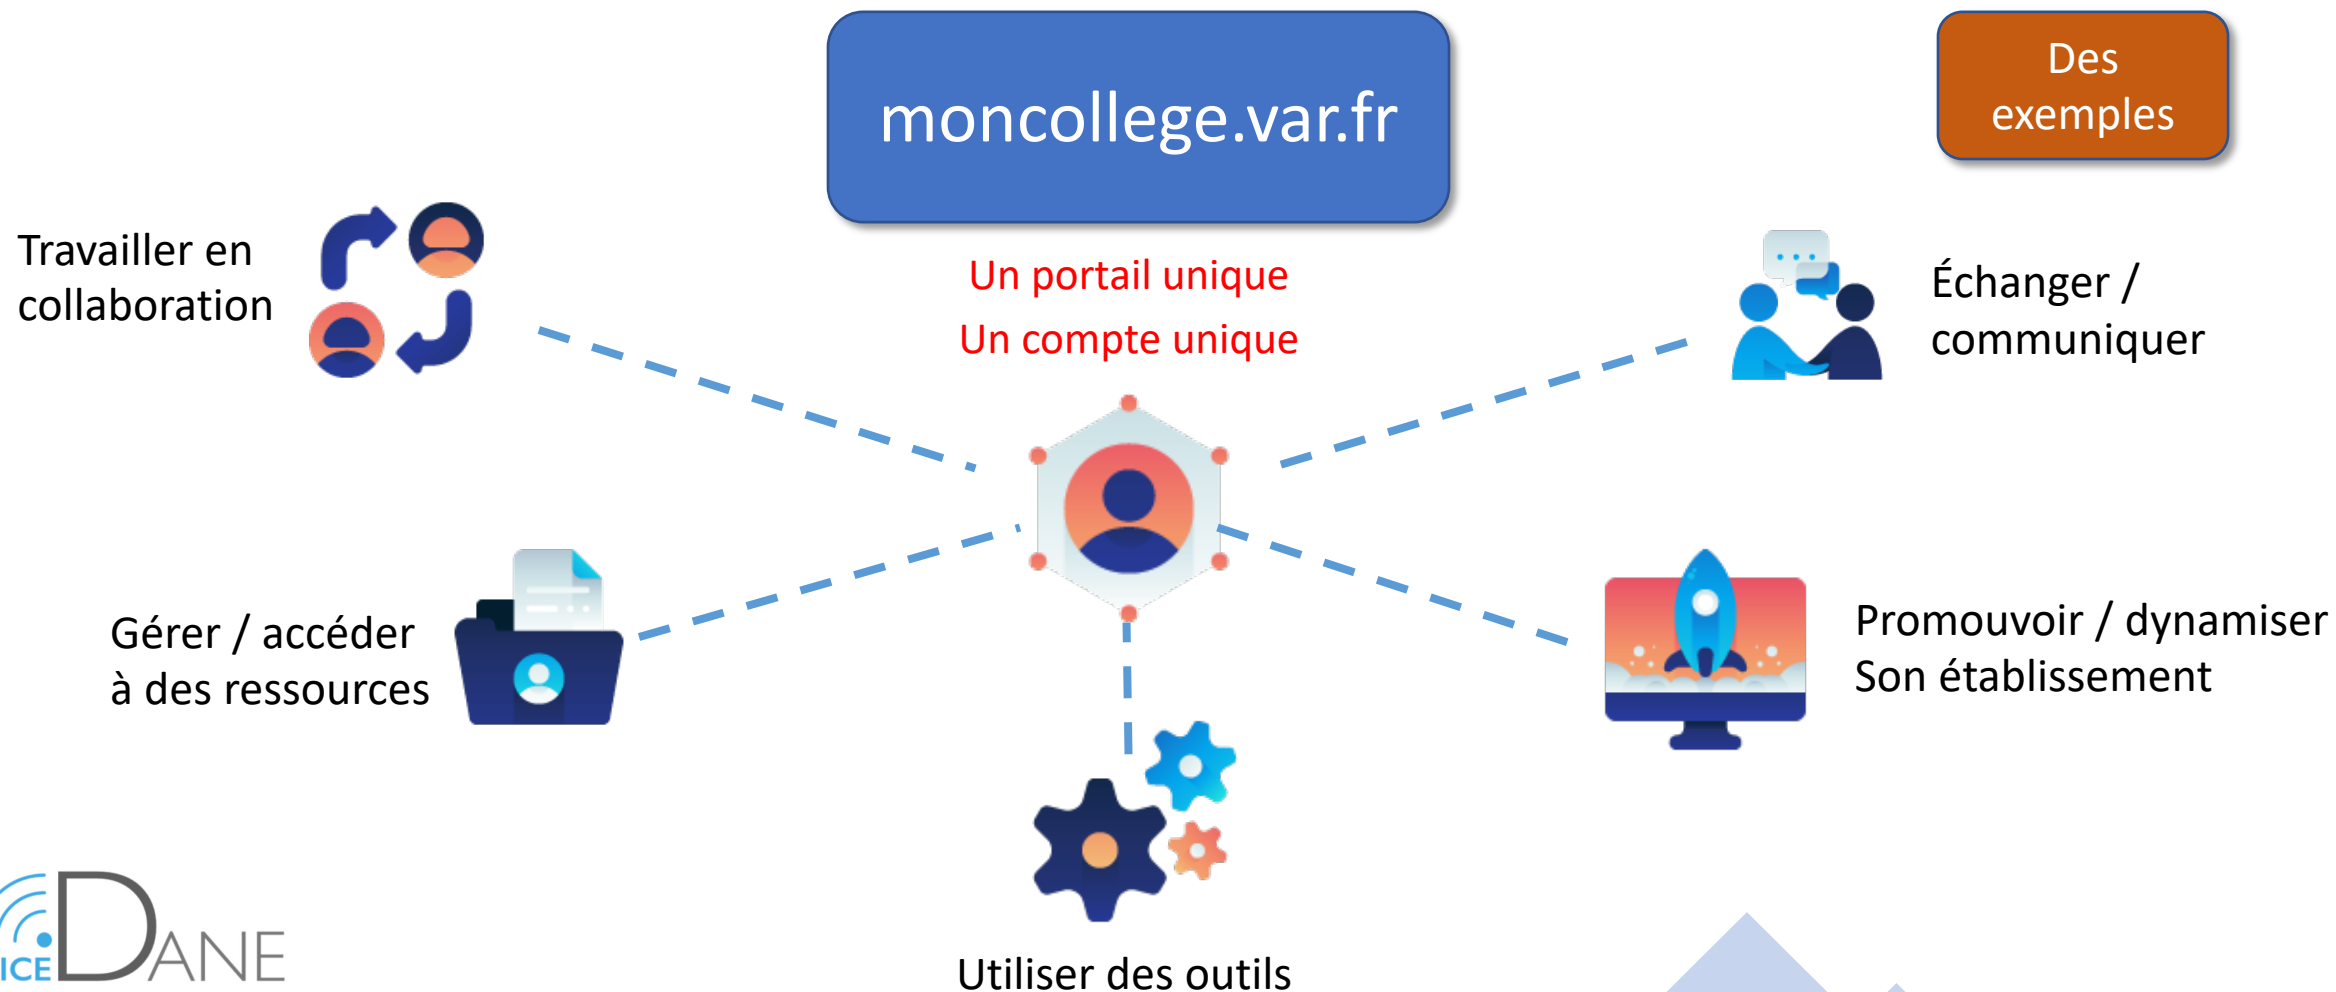 moncollege.var.fr
Des
exemples
Un portail unique
Un compte unique
Travailler en
collaboration
Échanger /
communiquer
Gérer / accéder
à des ressources
Promouvoir / dynamiser
Son établissement
Utiliser des outils
ICE DANE